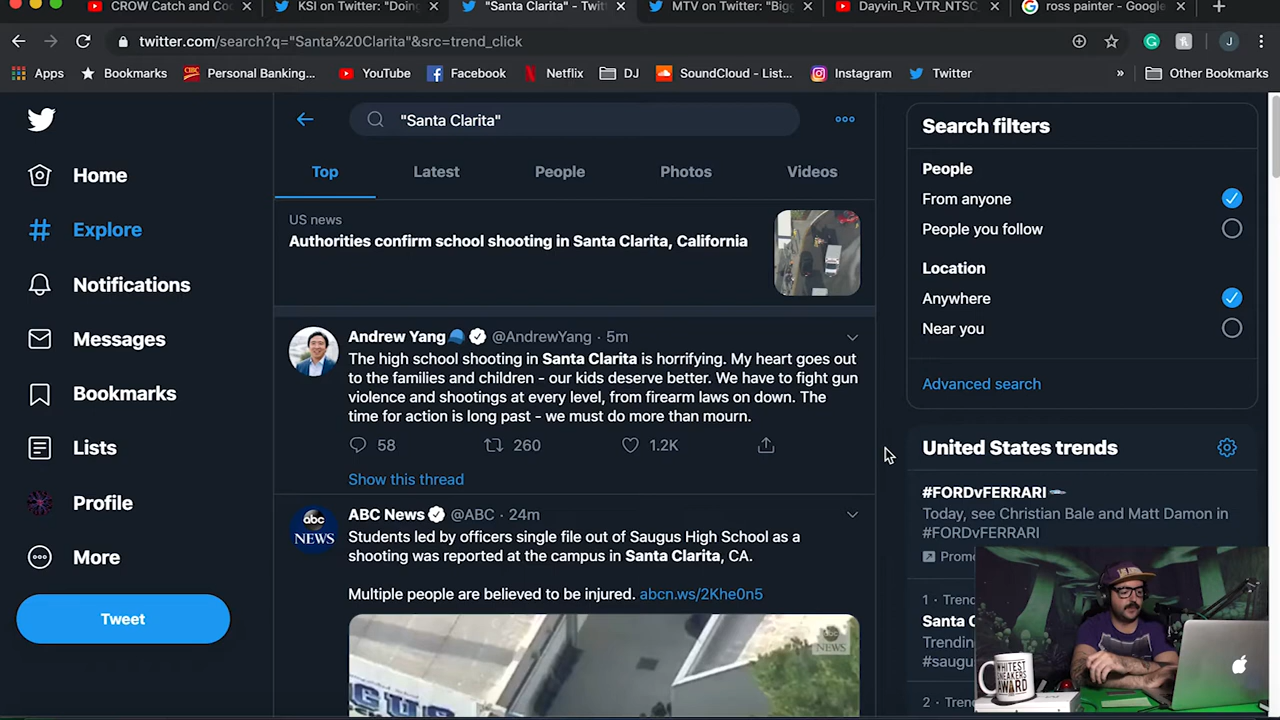 CROW Catch and Coo
KSI on Twitter: "Doing
"Santa Clarita" - Twit
MTV on Twitter: "Bigg
Dayvin_R_VTR_NTSC_
ross painter - Google
twitter.com/search?q="Santa%20Clarita"&src=trend_click
Apps
Bookmarks
Personal Banking...
YouTube
Facebook
Netflix
DJ
SoundCloud - List...
Instagram
Twitter
»
Other Bookmarks
J
Home
Explore
Notifications
Messages
Bookmarks
Lists
Profile
More
Tweet
"Santa Clarita"
Top
Latest
People
Photos
Videos
US news
Authorities confirm school shooting in Santa Clarita, California
Andrew Yang @AndrewYang · 5m
The high school shooting in Santa Clarita is horrifying. My heart goes out
to the families and children - our kids deserve better. We have to fight gun
violence and shootings at every level, from firearm laws on down. The
time for action is long past - we must do more than mourn.
58
260
1.2K
Show this thread
abc
NEWS
ABC News @ABC · 24m
Students led by officers single file out of Saugus High School as a
shooting was reported at the campus in Santa Clarita, CA.
Multiple people are believed to be injured. abcn.ws/2Khe0n5
abc
NEWS
Search filters
People
From anyone
People you follow
Location
Anywhere
Near you
Advanced search
United States trends
#FORDvFERRARI
Today, see Christian Bale and Matt Damon in
#FORDvFERRARI
Promo
1 · Trend
Santa C
Trending
#saugu
2 · Trend
WHITEST
SNEAKERS
AWARD